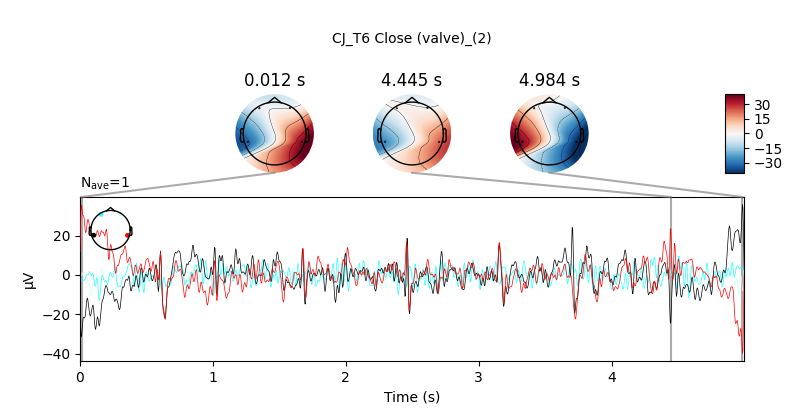 CJ_T6 Close (valve)_(2)
0.012 s 4.445 s 4.984 s
30
15
0
−15
−30
Nave=1
20
0
−20
−40
µV
0 1 2 3 4
Time (s)